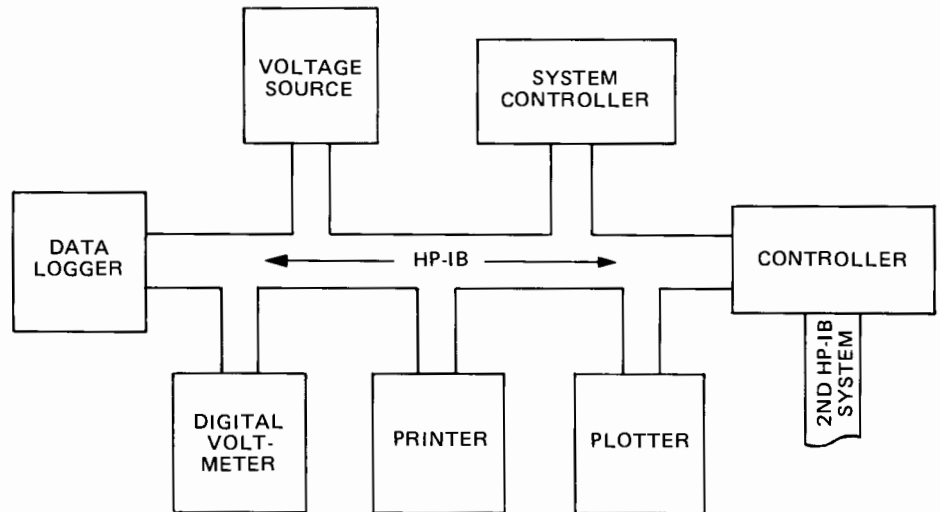 VOLTAGE
SOURCE
SYSTEM
CONTROLLER
DATA
LOGGER
HP-IB
CONTROLLER
2ND HP-IB
SYSTEM
DIGITAL
VOLT-
METER
PRINTER
PLOTTER